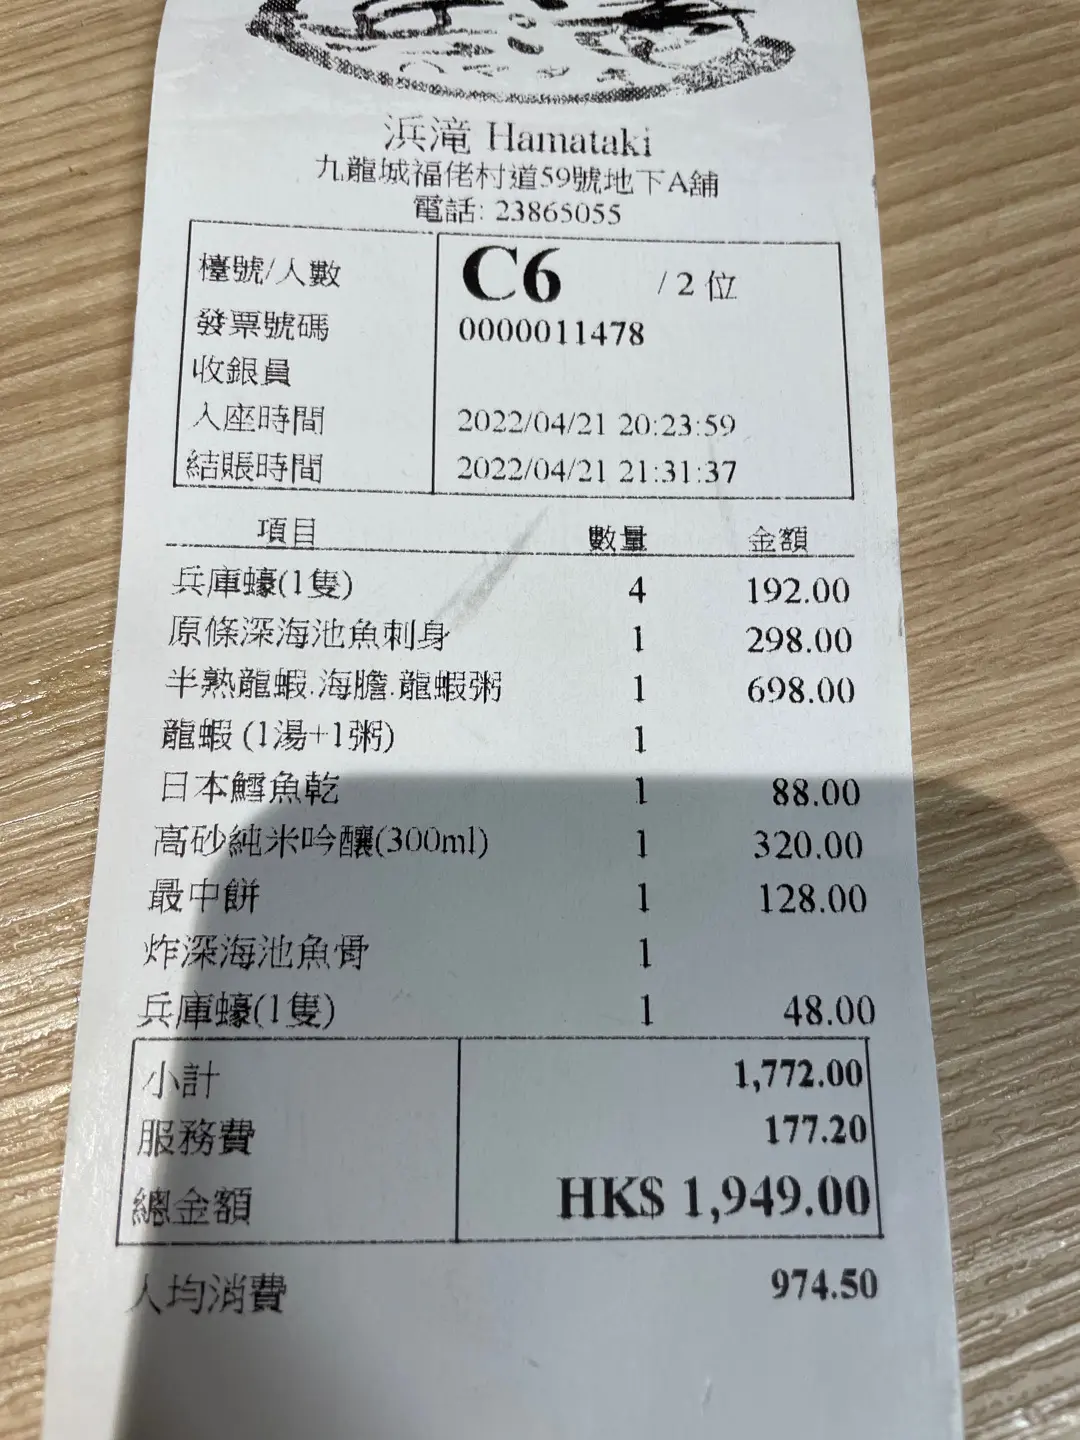 浜滝 Hamataki
九龍城福佬村道59號地下A舖
電話: 23865055
檯號/人數 C6 / 2 位
發票號碼 0000011478
收銀員
入座時間 2022/04/21 20:23:59
結賬時間 2022/04/21 21:31:37
項目 數量 金額
兵庫蠔(1隻) 4 192.00
原條深海池魚刺身 1 298.00
半熟龍蝦.海膽.龍蝦粥 1 698.00
龍蝦 (1湯+1粥) 1
日本鱈魚乾 1 88.00
高砂純米吟釀(300ml) 1 320.00
最中餅 1 128.00
炸深海池魚骨 1
兵庫蠔(1隻) 1 48.00
小計 1,772.00
服務費 177.20
總金額 HK$ 1,949.00
人均消費 974.50